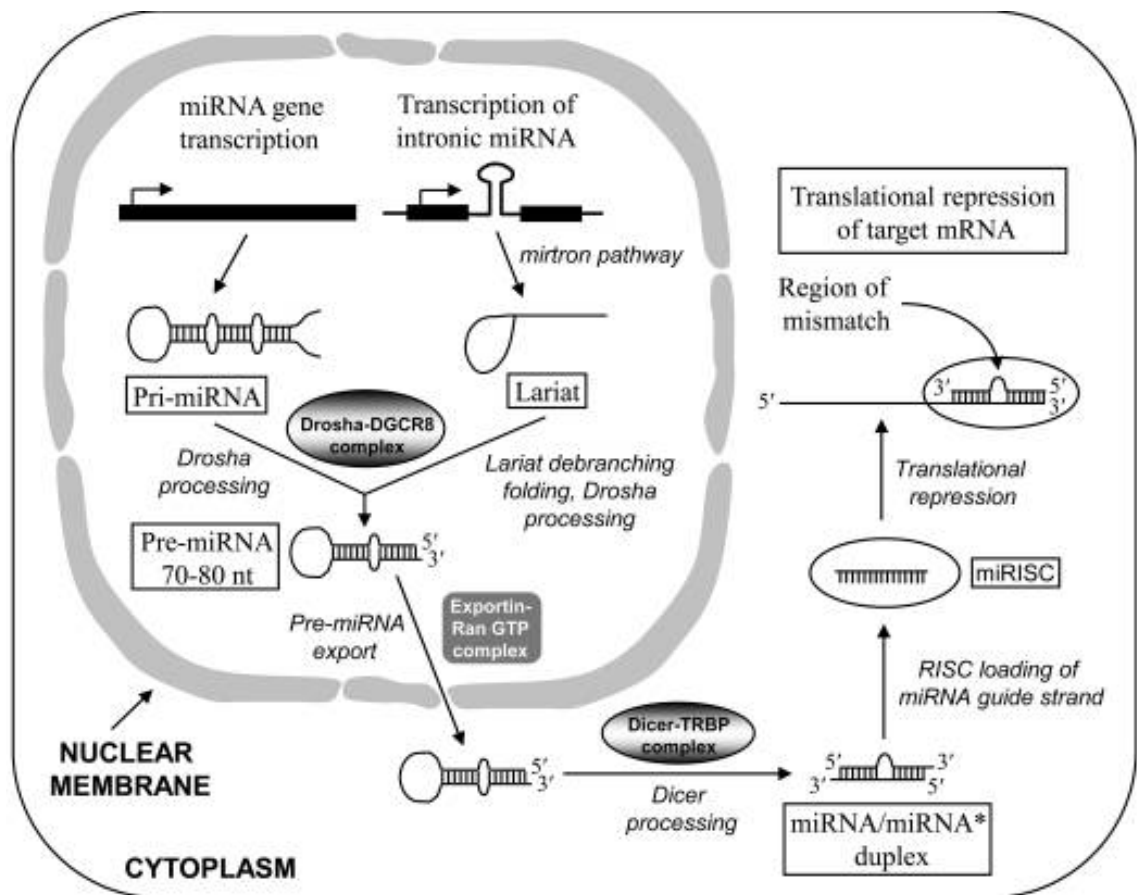 miRNA gene
transcription
Transcription of
intronic miRNA
mirtron pathway
Pri-miRNA
Lariat
Drosha-DGCR8
complex
Drosha
processing
Lariat debranching
folding, Drosha
processing
Pre-miRNA
70-80 nt
5′
3′
Pre-miRNA
export
Exportin-
Ran GTP
complex
NUCLEAR
MEMBRANE
CYTOPLASM
5′
3′
Dicer-TRBP
complex
Dicer
processing
5′ 3′
3′ 5′
miRNA/miRNA*
duplex
RISC loading of
miRNA guide strand
miRISC
Translational
repression
5′ 3′ 5′
3′
Region of
mismatch
Translational repression
of target mRNA